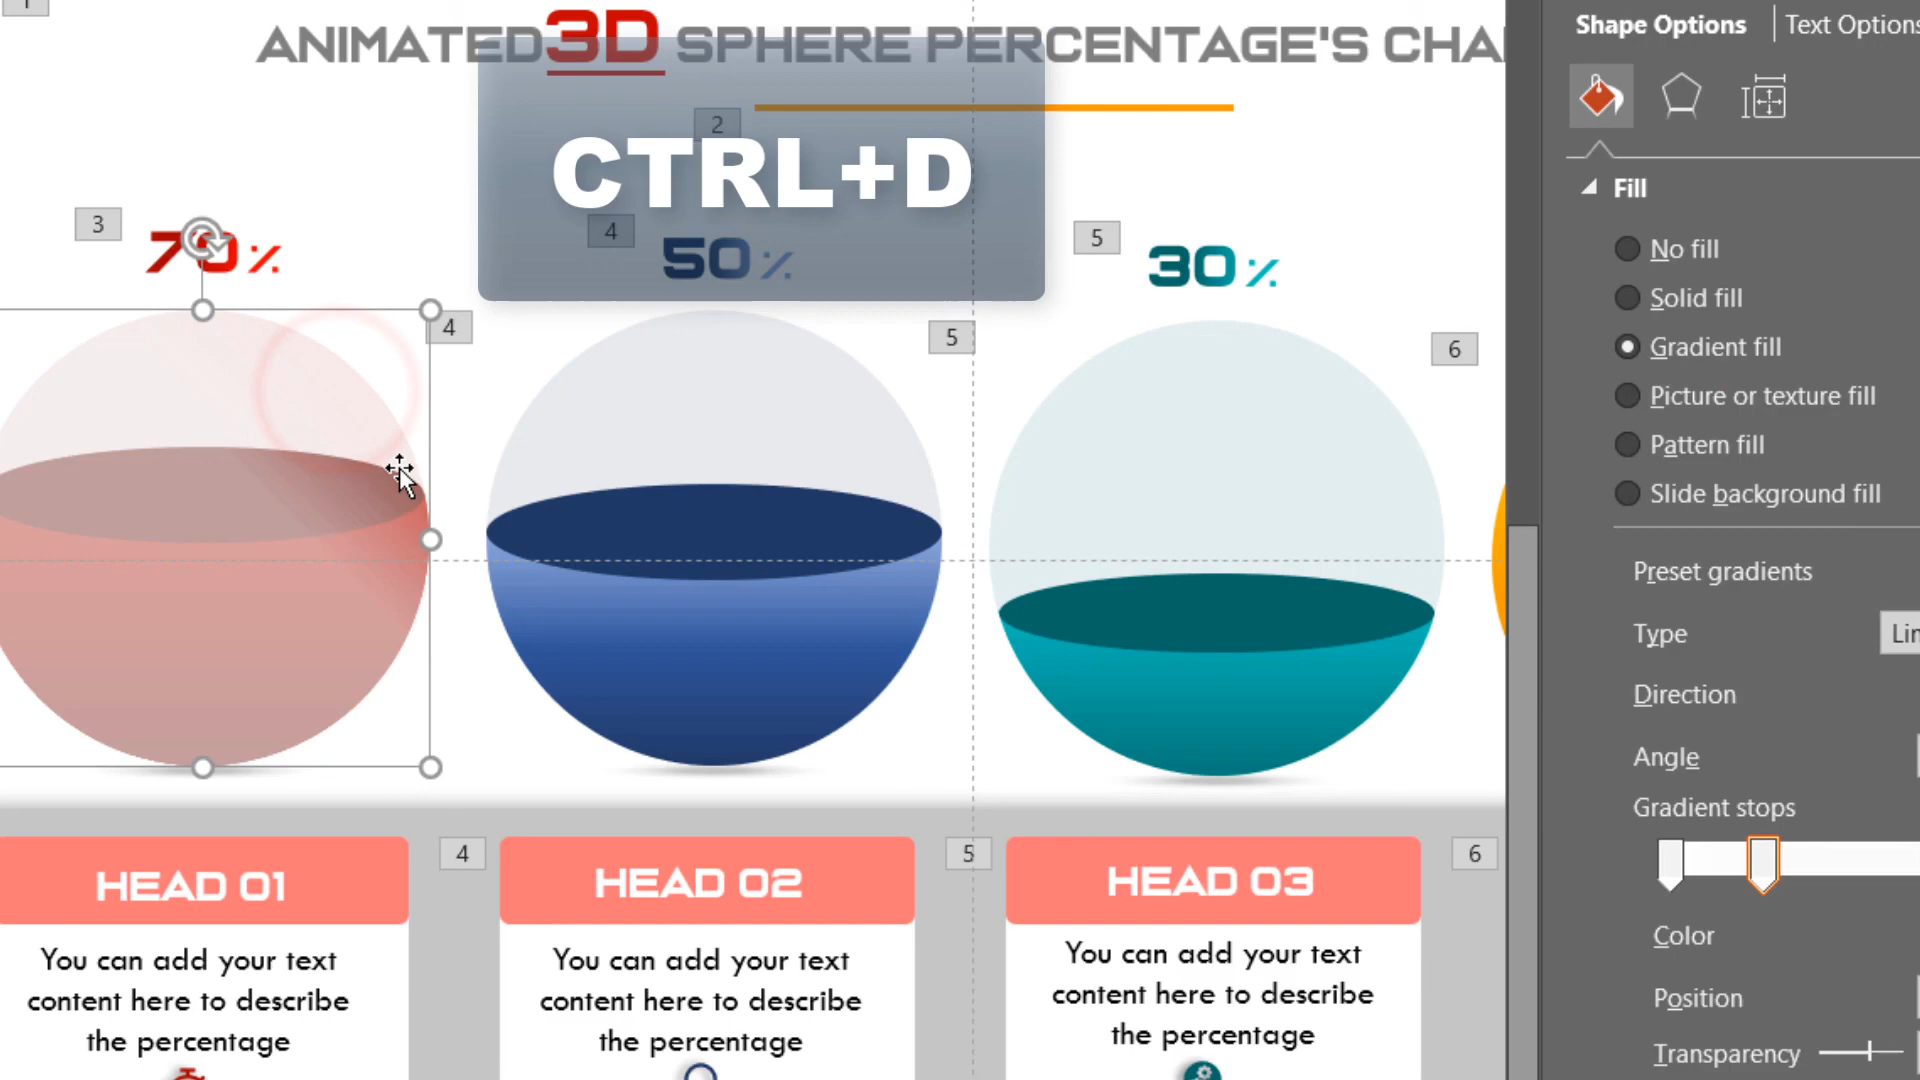 1
ANIMATED 3D SPHERE PERCENTAGE'S CHA
Shape Options
Text Options
CTRL+D
2
3
70%
4
50%
5
30%
4
5
6
Fill
No fill
Solid fill
Gradient fill
Picture or texture fill
Pattern fill
Slide background fill
Preset gradients
Type
Lin
Direction
Angle
Gradient stops
Color
Position
Transparency
HEAD 01
4
HEAD 02
5
HEAD 03
6
You can add your text
content here to describe
the percentage
You can add your text
content here to describe
the percentage
You can add your text
content here to describe
the percentage